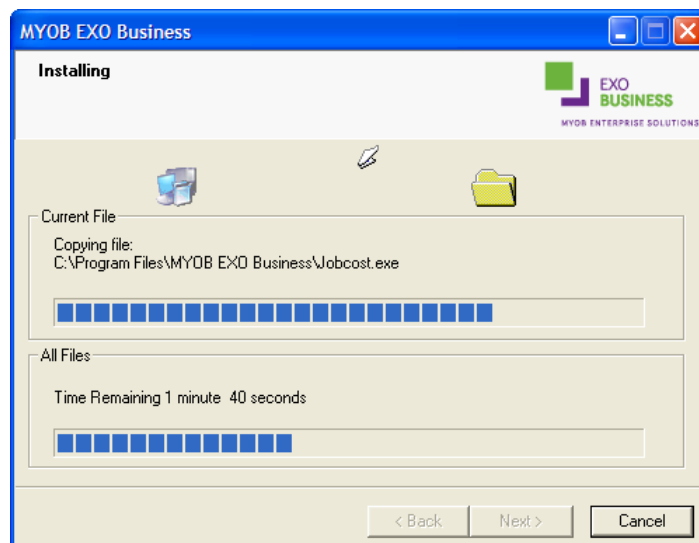 MYOB EXO Business
Installing
EXO
BUSINESS
MYOB ENTERPRISE SOLUTIONS
Current File
Copying file:
C:\Program Files\MYOB EXO Business\Jobcost.exe
All Files
Time Remaining 1 minute 40 seconds
< Back Next > Cancel